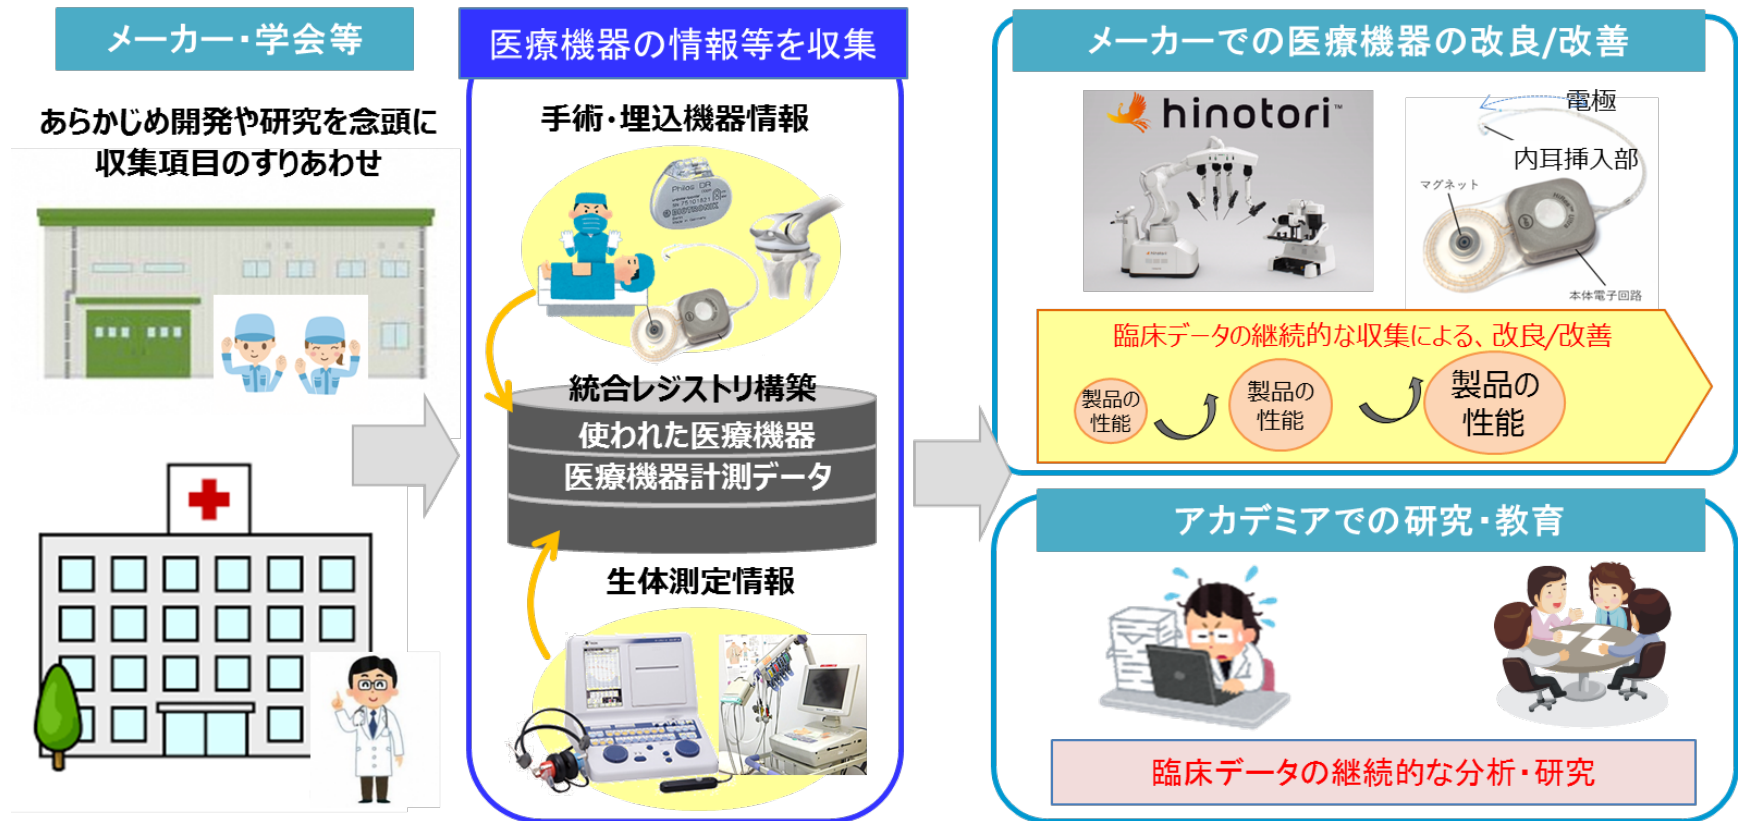 メーカー・学会等
あらかじめ開発や研究を念頭に
収集項目のすりあわせ
医療機器の情報等を収集
手術・埋込機器情報
Philos DR
BIOTRONIK
統合レジストリ構築
使われた医療機器
医療機器計測データ
生体測定情報
メーカーでの医療機器の改良/改善
hinotori™
電極
内耳挿入部
マグネット
本体電子回路
臨床データの継続的な収集による、改良/改善
製品の
性能
製品の
性能
製品の
性能
アカデミアでの研究・教育
臨床データの継続的な分析・研究